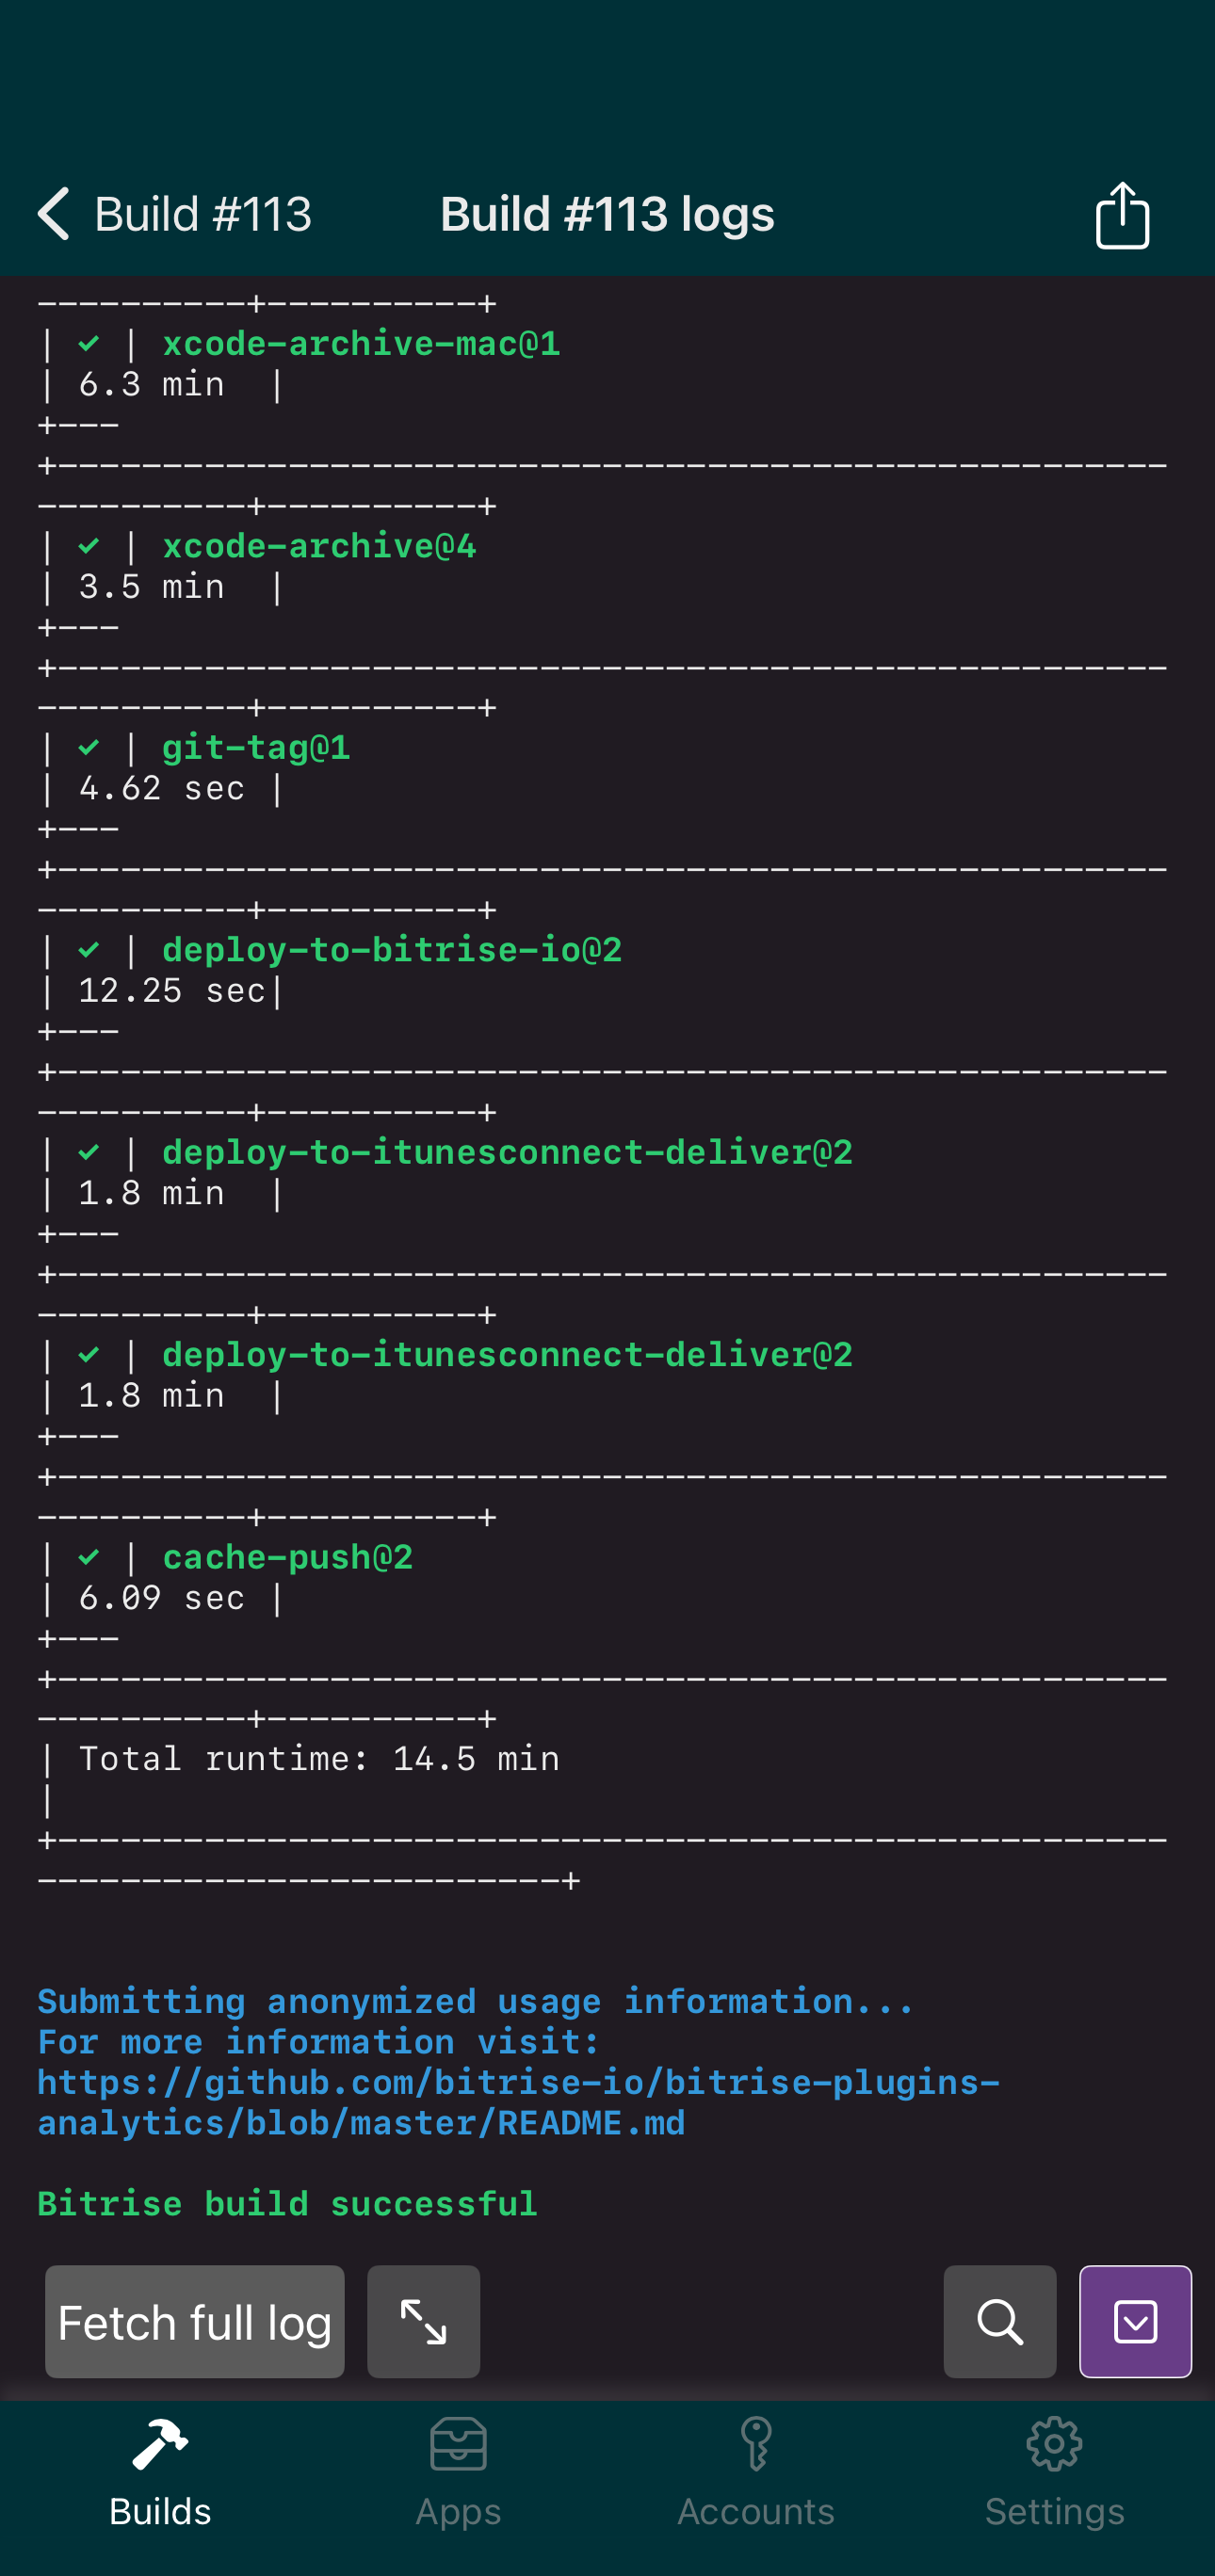 Build #113
Build #113 logs
----------+----------+
| ✓ | xcode-archive-mac@1
| 6.3 min  |
+---
+-----------------------------------------------------
----------+----------+
| ✓ | xcode-archive@4
| 3.5 min  |
+---
+-----------------------------------------------------
----------+----------+
| ✓ | git-tag@1
| 4.62 sec |
+---
+-----------------------------------------------------
----------+----------+
| ✓ | deploy-to-bitrise-io@2
| 12.25 sec|
+---
+-----------------------------------------------------
----------+----------+
| ✓ | deploy-to-itunesconnect-deliver@2
| 1.8 min  |
+---
+-----------------------------------------------------
----------+----------+
| ✓ | deploy-to-itunesconnect-deliver@2
| 1.8 min  |
+---
+-----------------------------------------------------
----------+----------+
| ✓ | cache-push@2
| 6.09 sec |
+---
+-----------------------------------------------------
----------+----------+
| Total runtime: 14.5 min
|
+-----------------------------------------------------
-------------------------+
Submitting anonymized usage information...
For more information visit:
https://github.com/bitrise-io/bitrise-plugins-
analytics/blob/master/README.md
Bitrise build successful
Fetch full log
Builds
Apps
Accounts
Settings